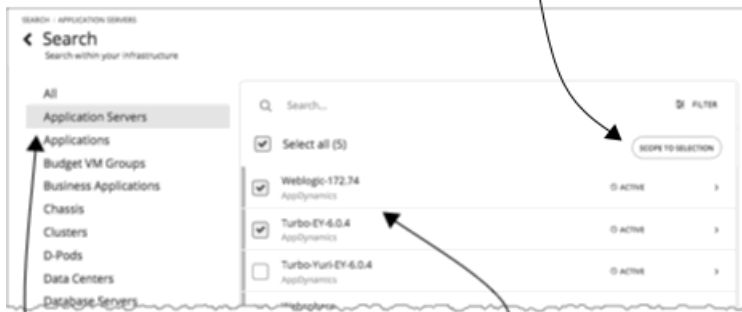 SEARCH › APPLICATION SERVERS
Search
Search within your infrastructure
All
Application Servers
Applications
Budget VM Groups
Business Applications
Chassis
Clusters
D-Pods
Data Centers
Database Servers
Search...
FILTER
Select all (5)
SCOPE TO SELECTION
Weblogic-172.74
AppDynamics
ACTIVE
Turbo-EY-6.0.4
AppDynamics
ACTIVE
Turbo-Yuri-EY-6.0.4
AppDynamics
ACTIVE